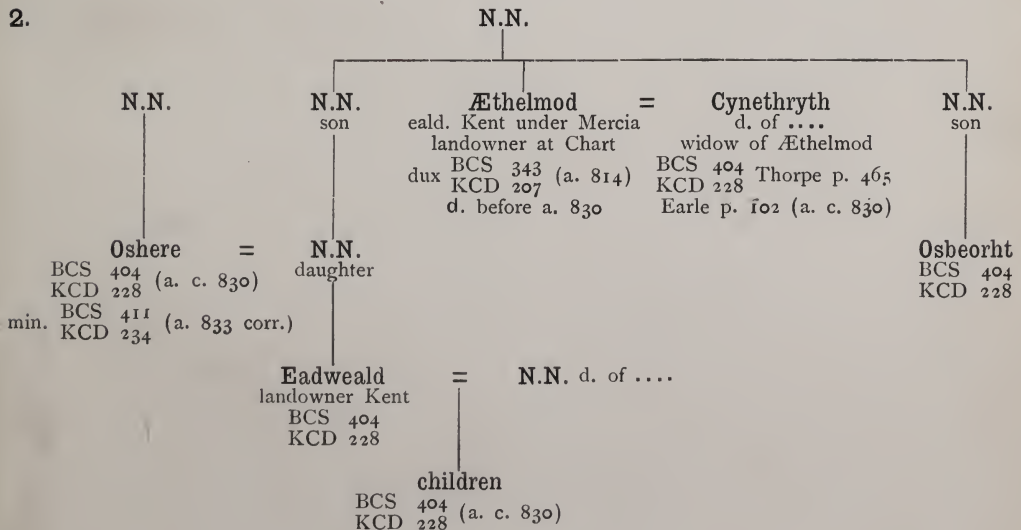 2.
N.N.
N.N. N.N. Æthelmod = Cynethryth N.N.
son eald. Kent under Mercia d. of .... son
landowner at Chart widow of Æthelmod
dux BCS 343 KCD 207 (a. 814) BCS 404 KCD 228 Thorpe p. 465
d. before a. 830 Earle p. 102 (a. c. 830)
Oshere = N.N. Osbeorht
BCS 404 daughter BCS 404
KCD 228 (a. c. 830) KCD 228
min. BCS 411 KCD 234 (a. 833 corr.)
Eadweald = N.N. d. of ....
landowner Kent
BCS 404
KCD 228
children
BCS 404
KCD 228 (a. c. 830)